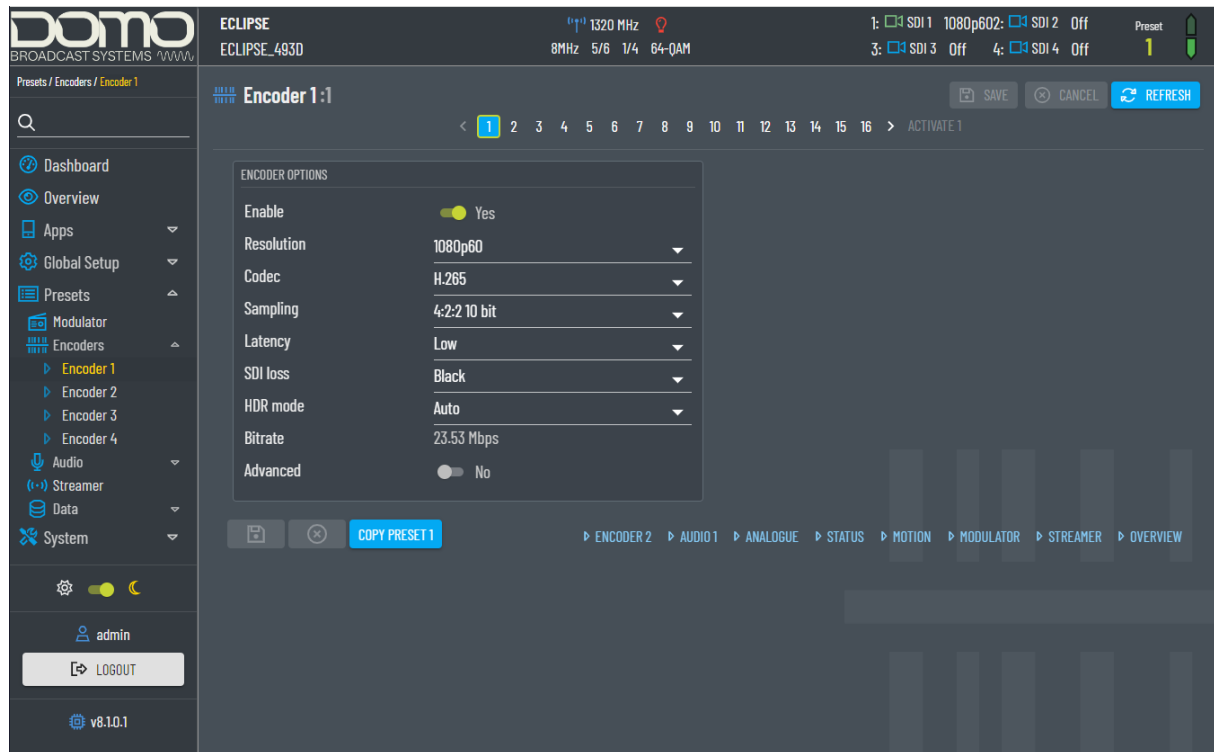 DOMO
BROADCAST SYSTEMS
ECLIPSE
ECLIPSE_493D
1320 MHz
8MHz 5/6 1/4 64-QAM
1: SDI 1 1080p60 2: SDI 2 Off
3: SDI 3 Off 4: SDI 4 Off
Preset
1
Presets / Encoders / Encoder 1
Dashboard
Overview
Apps
Global Setup
Presets
Modulator
Encoders
Encoder 1
Encoder 2
Encoder 3
Encoder 4
Audio
Streamer
Data
System
admin
LOGOUT
v8.1.0.1
Encoder 1 :1
SAVE CANCEL REFRESH
< 1 2 3 4 5 6 7 8 9 10 11 12 13 14 15 16 > ACTIVATE 1
ENCODER OPTIONS
Enable Yes
Resolution 1080p60
Codec H.265
Sampling 4:2:2 10 bit
Latency Low
SDI loss Black
HDR mode Auto
Bitrate 23.53 Mbps
Advanced No
COPY PRESET 1
ENCODER 2 AUDIO 1 ANALOGUE STATUS MOTION MODULATOR STREAMER OVERVIEW